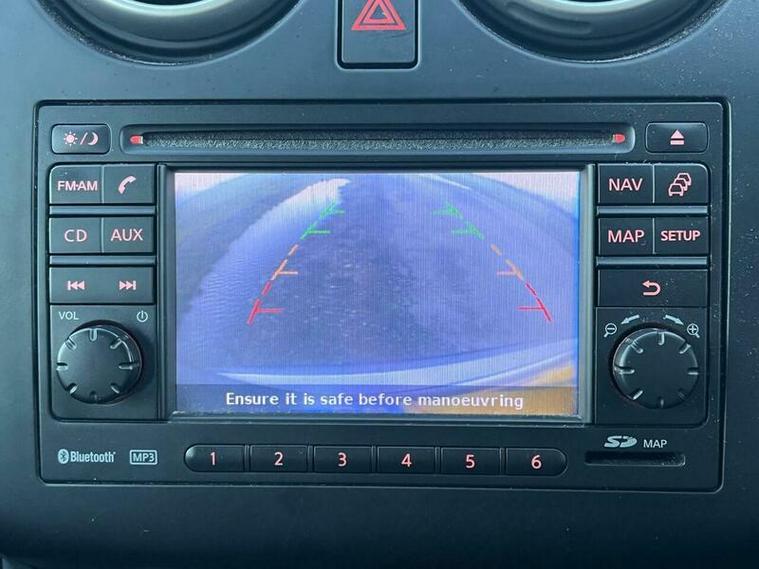 FM·AM
NAV
CD
AUX
MAP
SETUP
VOL
Ensure it is safe before manoeuvring
Bluetooth
MP3
1
2
3
4
5
6
SD
MAP